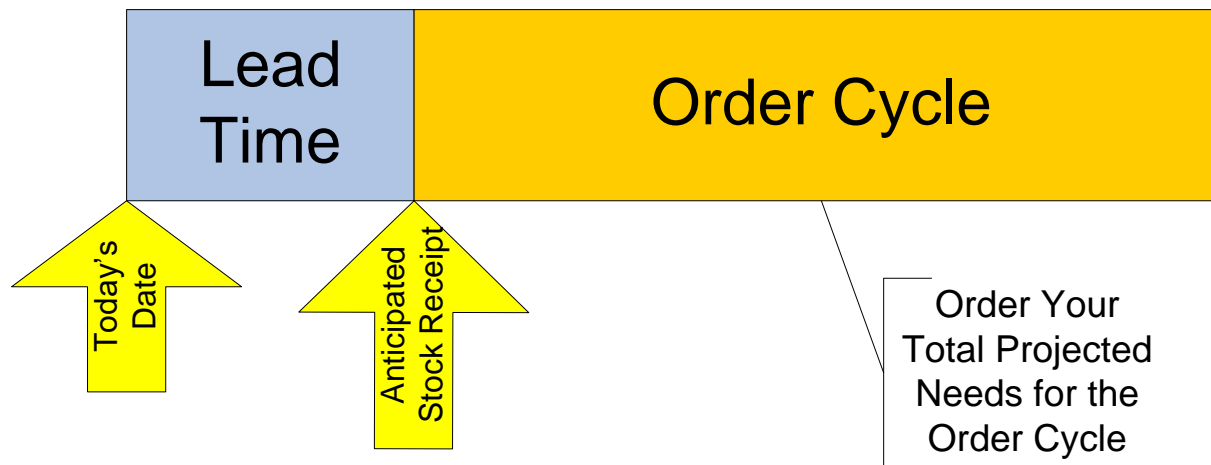 Lead
Time
Order Cycle
Today's
Date
Anticipated
Stock Receipt
Order Your
Total Projected
Needs for the
Order Cycle